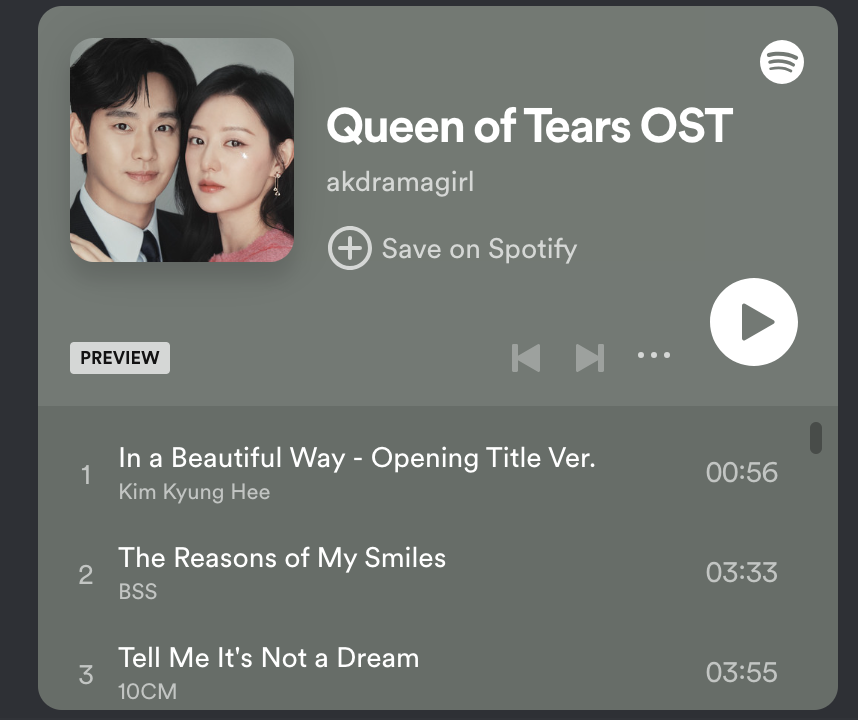 Queen of Tears OST
akdramagirl
Save on Spotify
PREVIEW
1
In a Beautiful Way - Opening Title Ver.
Kim Kyung Hee
00:56
2
The Reasons of My Smiles
BSS
03:33
3
Tell Me It's Not a Dream
10CM
03:55